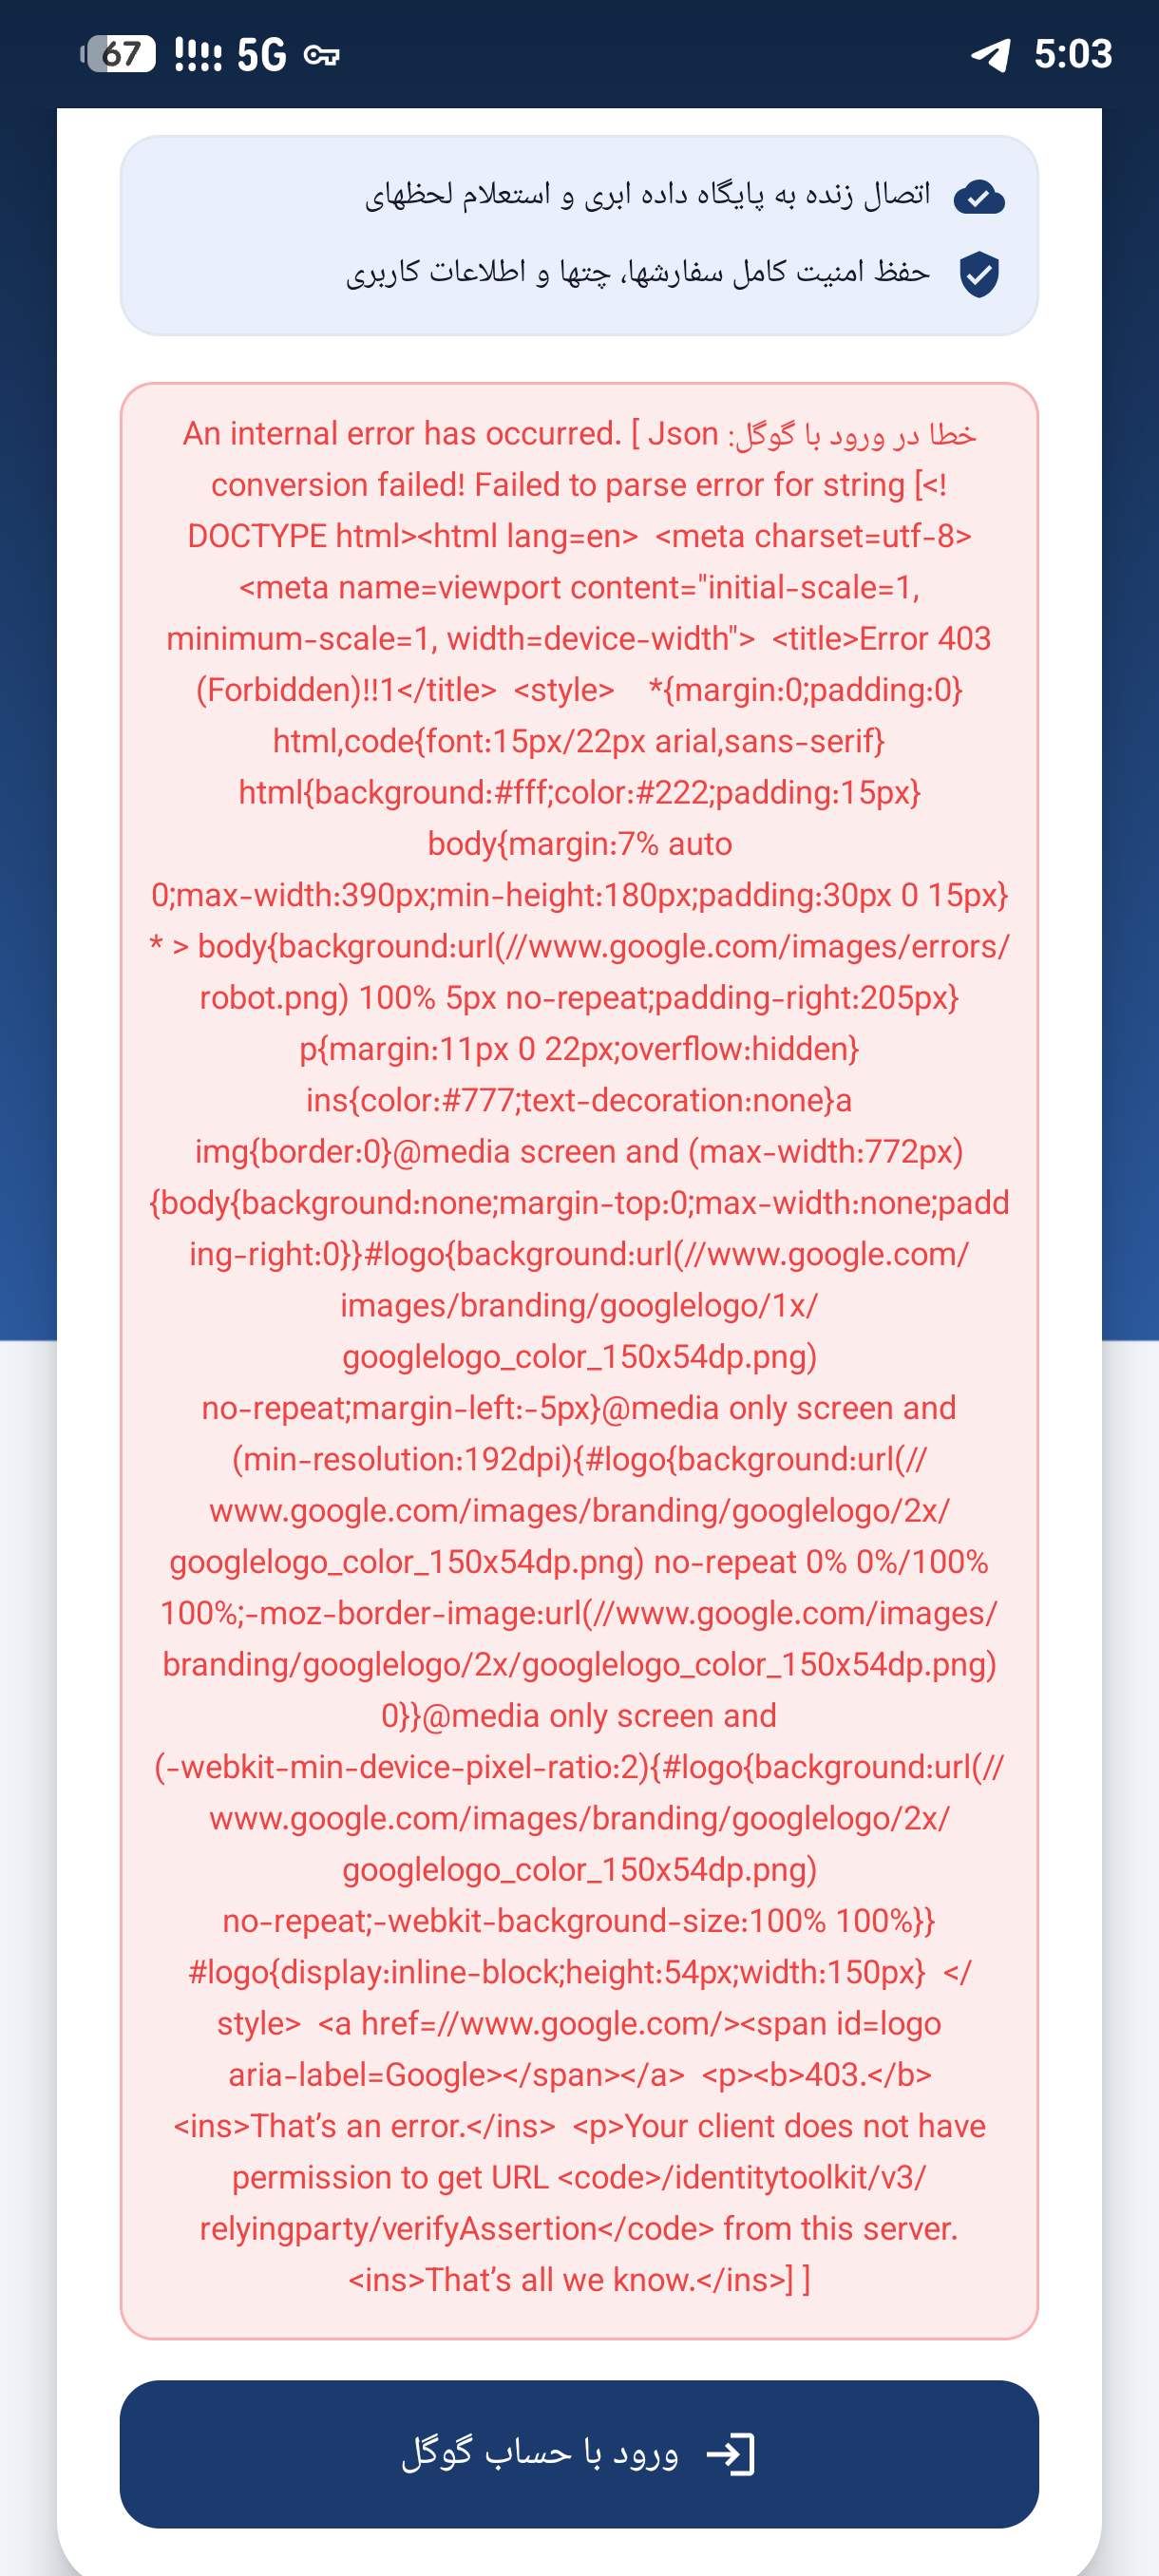 67 5G 5:03
اتصال زنده به پایگاه داده ابری و استعلام لحظهای
حفظ امنیت کامل سفارشها، چتها و اطلاعات کاربری
خطا در ورود با گوگل: An internal error has occurred. [ Json
conversion failed! Failed to parse error for string [<!
DOCTYPE html><html lang=en>  <meta charset=utf-8>
<meta name=viewport content="initial-scale=1,
minimum-scale=1, width=device-width">  <title>Error 403
(Forbidden)!!1</title>  <style>    *{margin:0;padding:0}
html,code{font:15px/22px arial,sans-serif}
html{background:#fff;color:#222;padding:15px}
body{margin:7% auto
0;max-width:390px;min-height:180px;padding:30px 0 15px}
* > body{background:url(//www.google.com/images/errors/
robot.png) 100% 5px no-repeat;padding-right:205px}
p{margin:11px 0 22px;overflow:hidden}
ins{color:#777;text-decoration:none}a
img{border:0}@media screen and (max-width:772px)
{body{background:none;margin-top:0;max-width:none;padd
ing-right:0}}#logo{background:url(//www.google.com/
images/branding/googlelogo/1x/
googlelogo_color_150x54dp.png)
no-repeat;margin-left:-5px}@media only screen and
(min-resolution:192dpi){#logo{background:url(//
www.google.com/images/branding/googlelogo/2x/
googlelogo_color_150x54dp.png) no-repeat 0% 0%/100%
100%;-moz-border-image:url(//www.google.com/images/
branding/googlelogo/2x/googlelogo_color_150x54dp.png)
0}}@media only screen and
(-webkit-min-device-pixel-ratio:2){#logo{background:url(//
www.google.com/images/branding/googlelogo/2x/
googlelogo_color_150x54dp.png)
no-repeat;-webkit-background-size:100% 100%}}
#logo{display:inline-block;height:54px;width:150px}  </
style>  <a href=//www.google.com/><span id=logo
aria-label=Google></span></a>  <p><b>403.</b>
<ins>That’s an error.</ins>  <p>Your client does not have
permission to get URL <code>/identitytoolkit/v3/
relyingparty/verifyAssertion</code> from this server.
<ins>That’s all we know.</ins>] ]
ورود با حساب گوگل